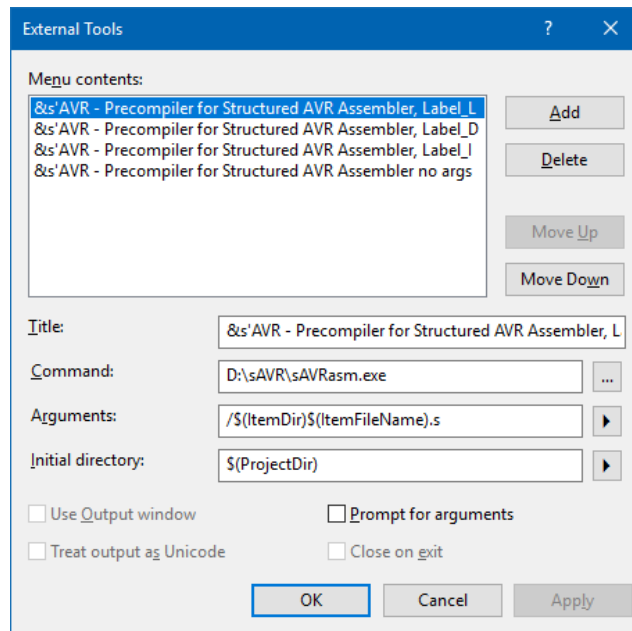 External Tools
?
Menu contents:
&s'AVR - Precompiler for Structured AVR Assembler, Label_L
&s'AVR - Precompiler for Structured AVR Assembler, Label_D
&s'AVR - Precompiler for Structured AVR Assembler, Label_I
&s'AVR - Precompiler for Structured AVR Assembler no args
Add
Delete
Move Up
Move Down
Title:
&s'AVR - Precompiler for Structured AVR Assembler, L
Command:
D:\sAVR\sAVRasm.exe
...
Arguments:
/$(ItemDir)$(ItemFileName).s
Initial directory:
$(ProjectDir)
Use Output window
Prompt for arguments
Treat output as Unicode
Close on exit
OK
Cancel
Apply